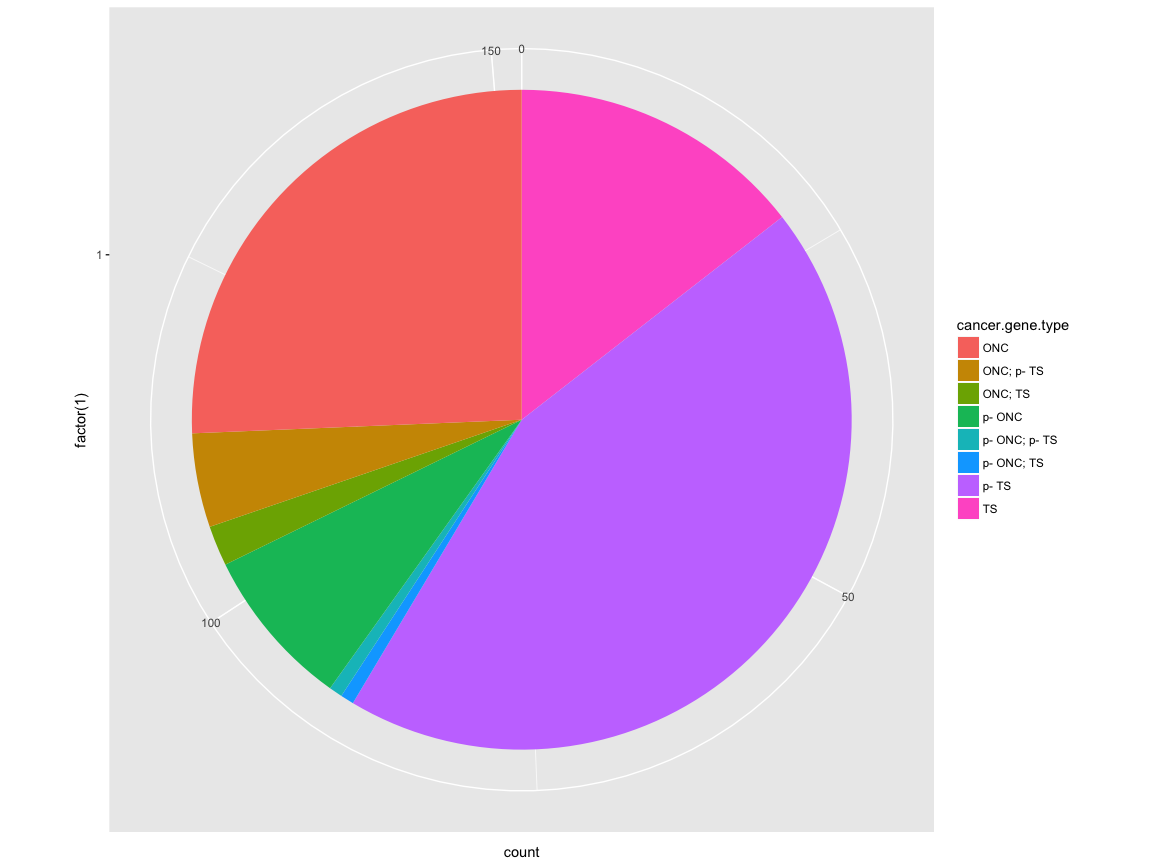 150
0
1
factor(1)
50
100
count
cancer.gene.type
ONC
ONC; p- TS
ONC; TS
p- ONC
p- ONC; p- TS
p- ONC; TS
p- TS
TS